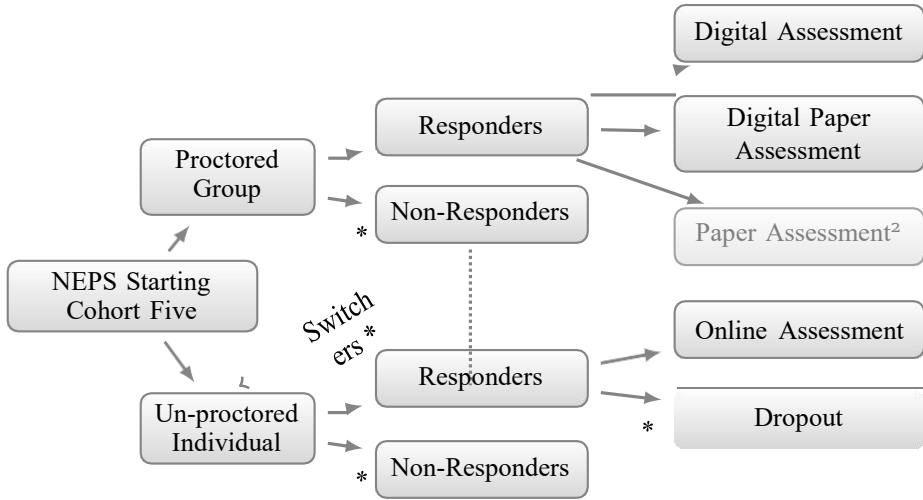 Digital Assessment
Responders
Digital Paper
Assessment
Proctored
Group
Non-Responders
*
Paper Assessment²
NEPS Starting
Cohort Five
Switch
ers *
Online Assessment
Responders
Un-proctored
Individual
Dropout
*
Non-Responders
*